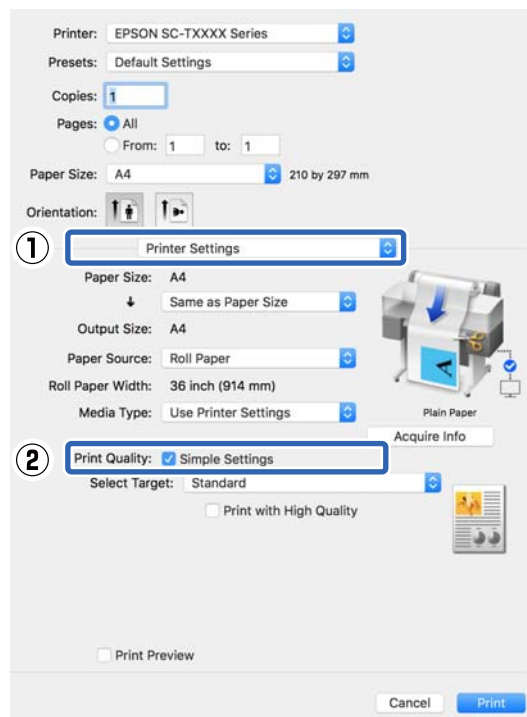 Printer: EPSON SC-TXXXX Series
Presets: Default Settings
Copies: 1
Pages: All
From: 1 to: 1
Paper Size: A4 210 by 297 mm
Orientation:
1 Printer Settings
Paper Size: A4
Same as Paper Size
Output Size: A4
Paper Source: Roll Paper
Roll Paper Width: 36 inch (914 mm)
Media Type: Use Printer Settings
Plain Paper
Acquire Info
2 Print Quality: Simple Settings
Select Target: Standard
Print with High Quality
Print Preview
Cancel Print